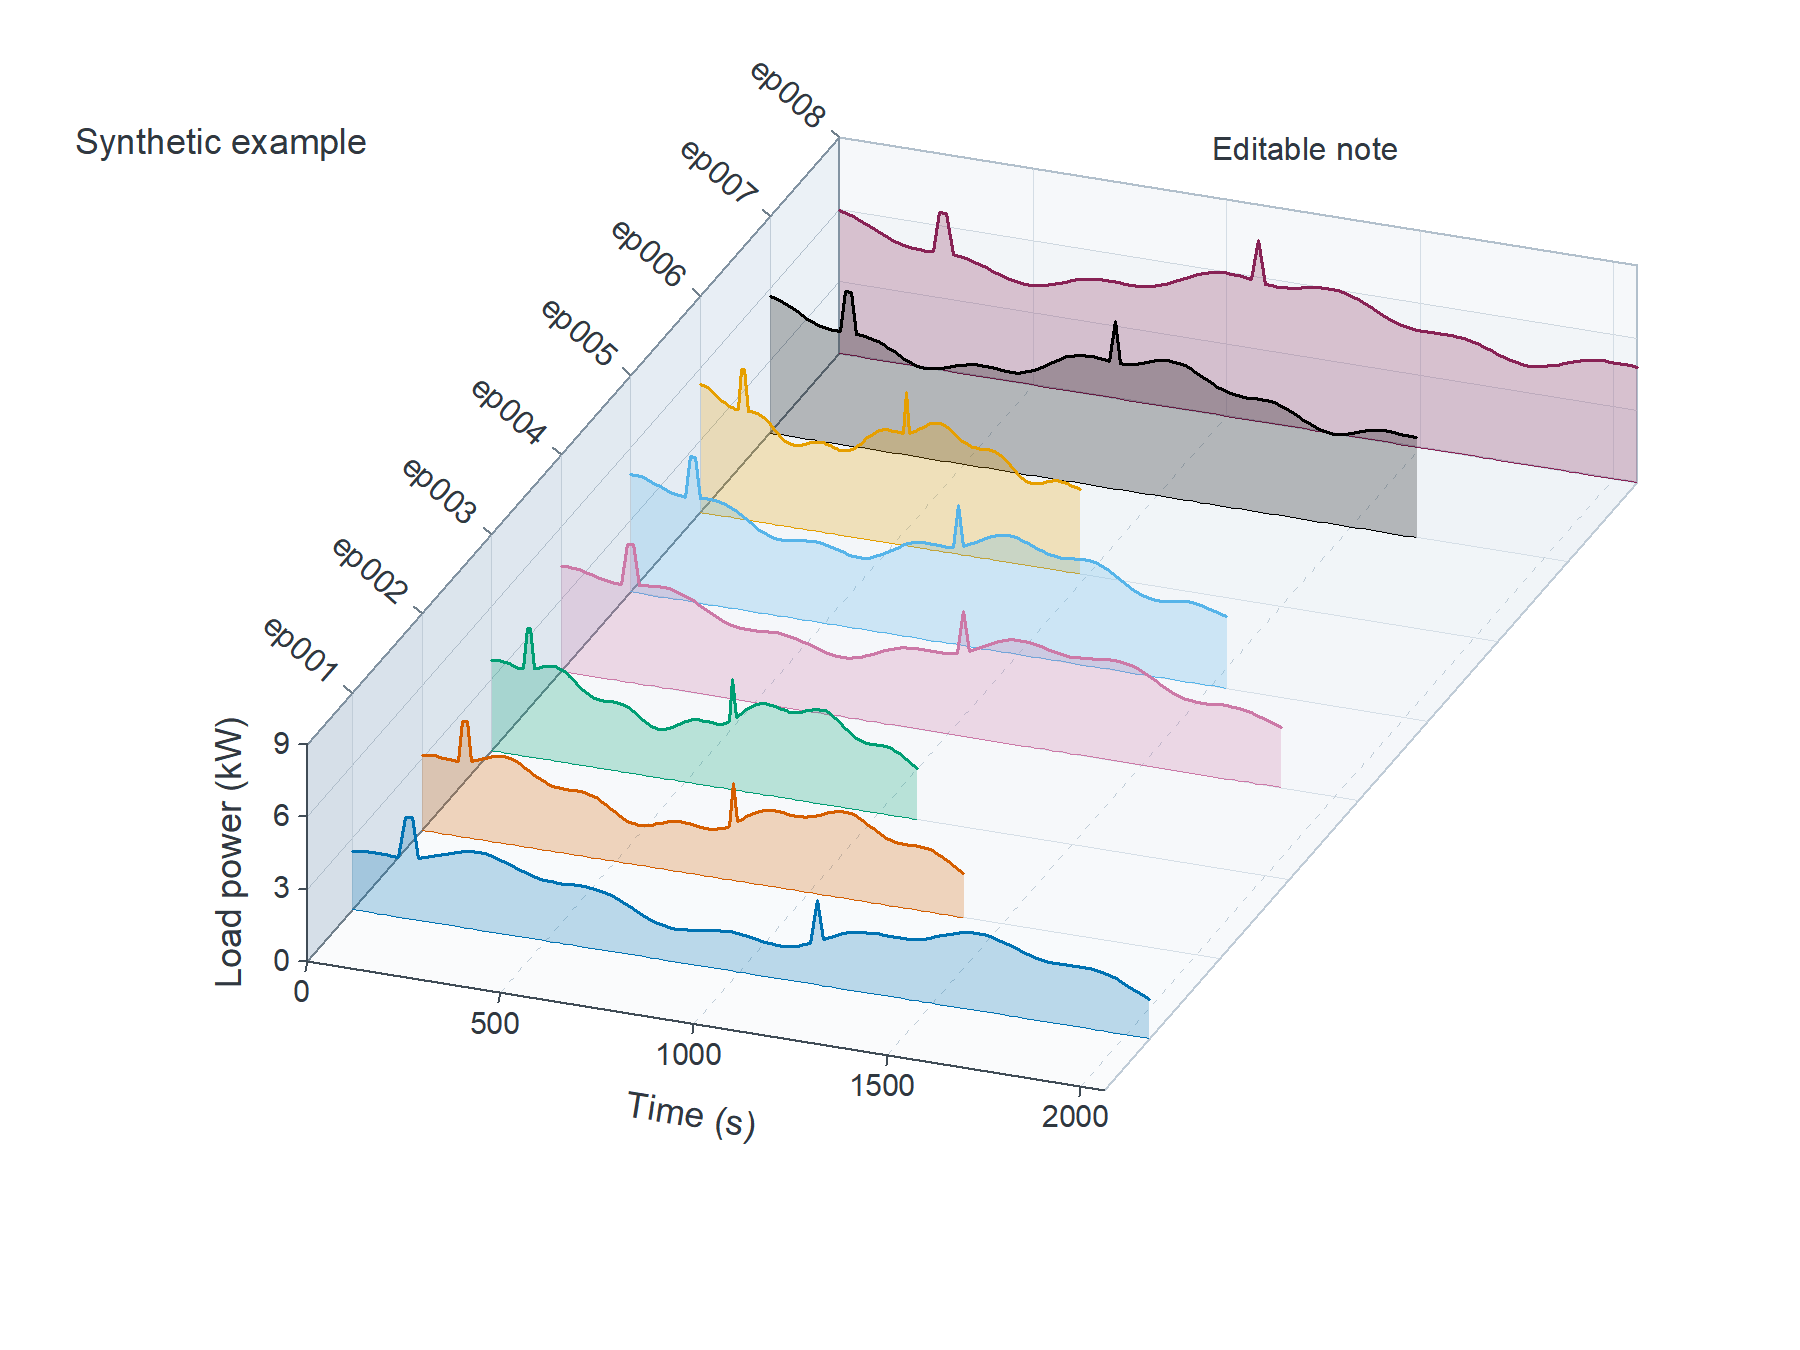 Synthetic example
Editable note
ep008
ep007
ep006
ep005
ep004
ep003
ep002
ep001
Load power (kW)
9
6
3
0
0
500
1000
1500
2000
Time (s)